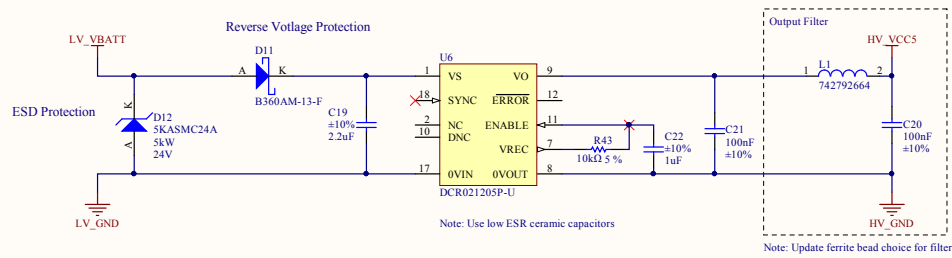 Output Filter
Reverse Votlage Protection
LV_VBATT
HV_VCC5
D11
A K
B360AM-13-F
U6
1 VS VO 9
18 SYNC ERROR 12
2 NC ENABLE 11
10 DNC
VREC 7
17 0VIN 0VOUT 8
DCR021205P-U
L1
1 2
742792664
ESD Protection
K
D12
5KASMC24A
5kW
24V
A
C19
±10%
2.2uF
R43
10kΩ 5 %
C22
±10%
1uF
C21
100nF
±10%
C20
100nF
±10%
LV_GND
HV_GND
Note: Use low ESR ceramic capacitors
Note: Update ferrite bead choice for filter